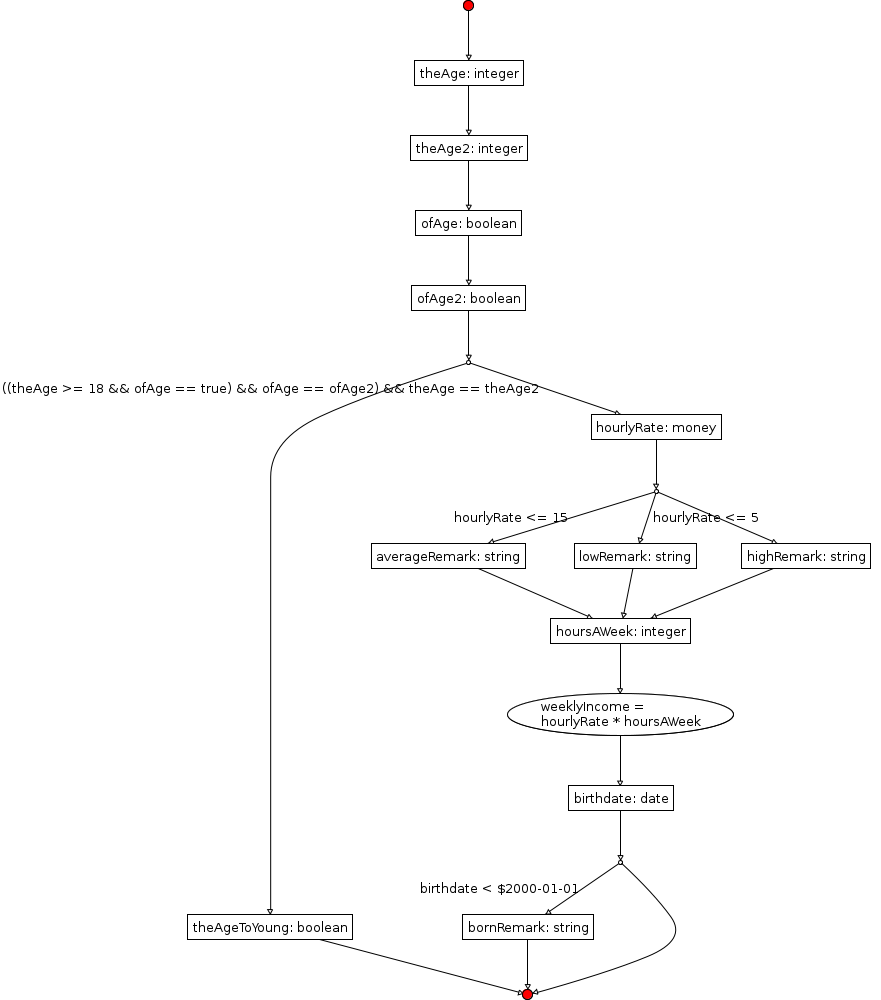 theAge: integer
theAge2: integer
ofAge: boolean
ofAge2: boolean
((theAge >= 18 && ofAge == true) && ofAge == ofAge2) && theAge == theAge2
hourlyRate: money
hourlyRate <= 15
hourlyRate <= 5
averageRemark: string
lowRemark: string
highRemark: string
hoursAWeek: integer
weeklyIncome =
hourlyRate * hoursAWeek
birthdate: date
birthdate < $2000-01-01
theAgeToYoung: boolean
bornRemark: string